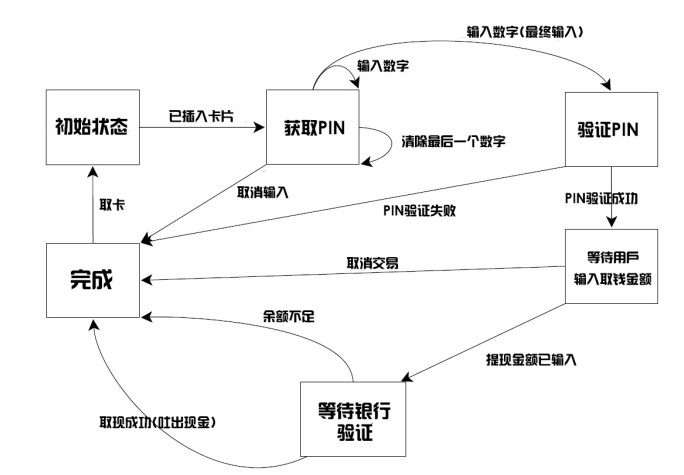 输入数字(最终输入)
输入数字
初始状态
已插入卡片
获取PIN
清除最后一个数字
验证PIN
取卡
取消输入
PIN验证失败
PIN验证成功
完成
取消交易
等待用户
输入取钱金额
余额不足
提现金额已输入
等待银行
验证
取现成功(吐出现金)